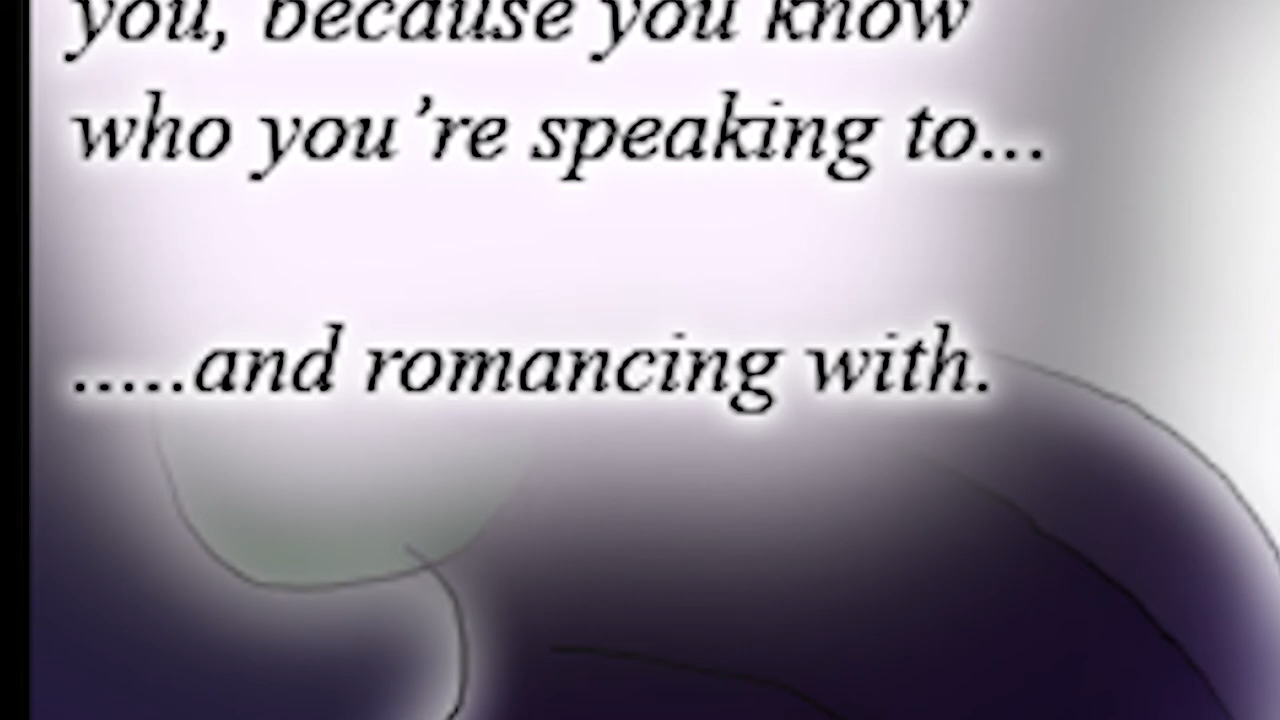 you, because you know
who you’re speaking to...
.....and romancing with.